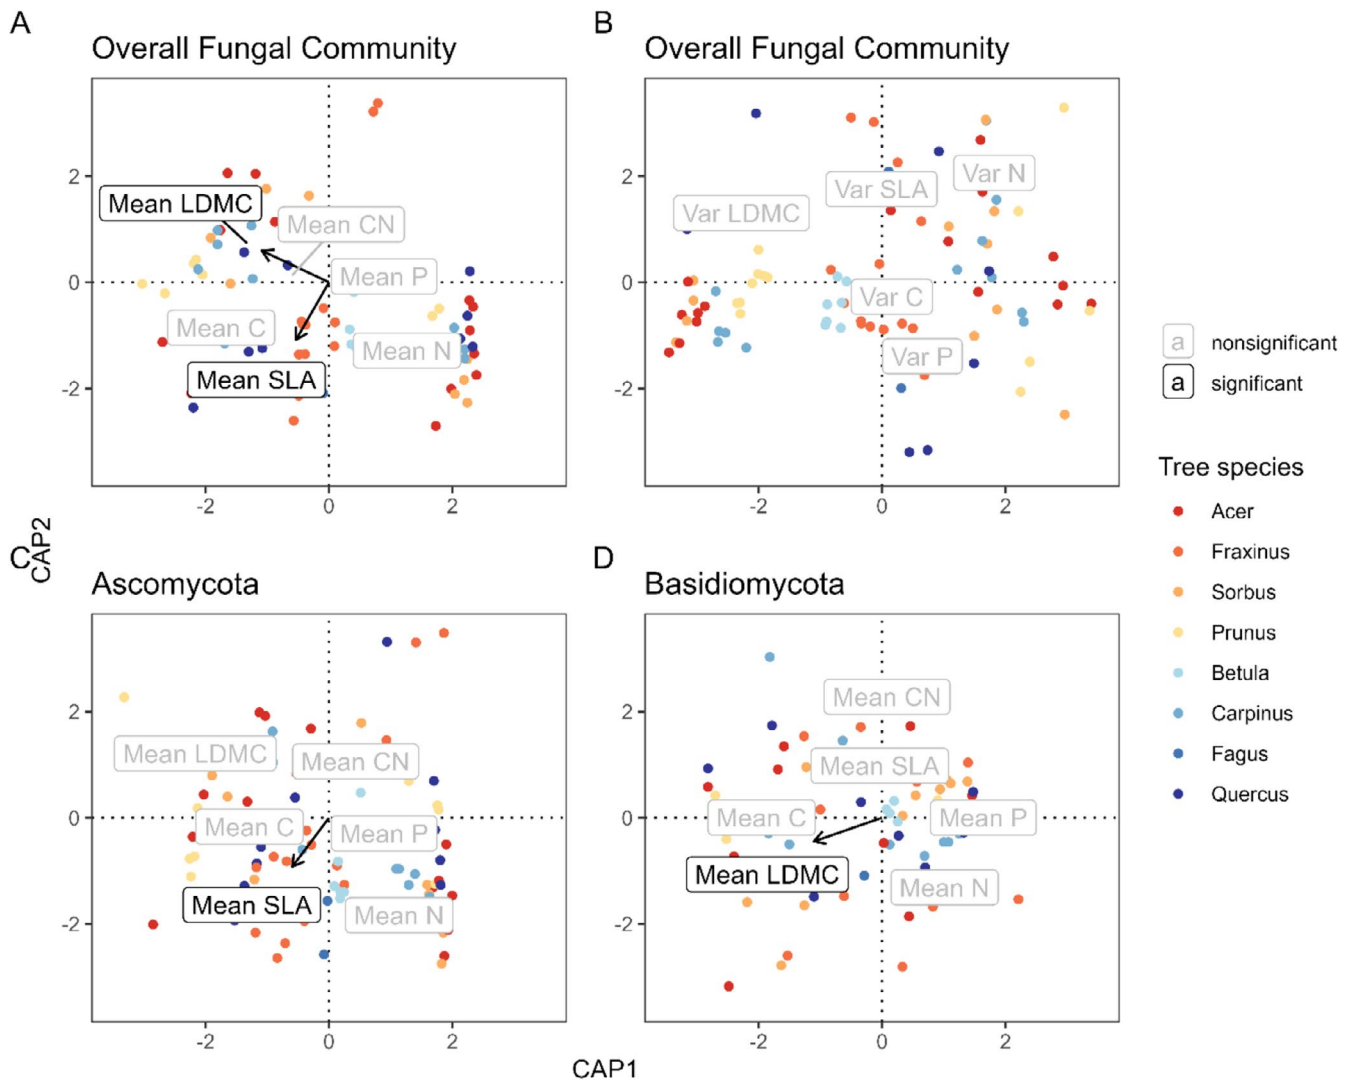 A
Overall Fungal Community
2
0
-2
-2
0
2
Mean LDMC
Mean CN
Mean P
Mean C
Mean N
Mean SLA
B
Overall Fungal Community
2
0
-2
-2
0
2
Var N
Var SLA
Var LDMC
Var C
Var P
a nonsignificant
a significant
Tree species
Acer
Fraxinus
Sorbus
Prunus
Betula
Carpinus
Fagus
Quercus
CAP2
C
Ascomycota
2
0
-2
-2
0
2
Mean LDMC
Mean CN
Mean C
Mean P
Mean SLA
Mean N
D
Basidiomycota
2
0
-2
-2
0
2
Mean CN
Mean SLA
Mean C
Mean P
Mean LDMC
Mean N
CAP1